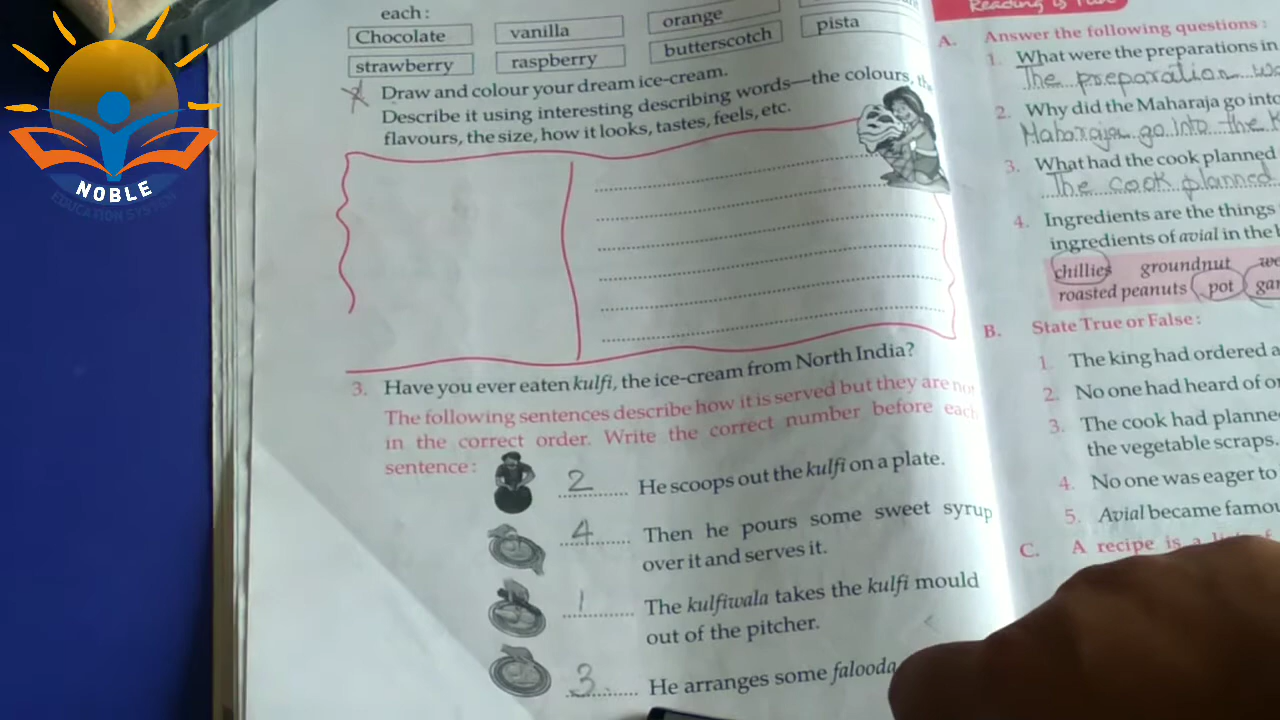 each :
Chocolate
vanilla
orange
strawberry
raspberry
butterscotch
pista
Draw and colour your dream ice-cream.
Describe it using interesting describing words—the colours,
flavours, the size, how it looks, tastes, feels, etc.
3. Have you ever eaten kulfi, the ice-cream from North India?
The following sentences describe how it is served but they are not
in the correct order. Write the correct number before each
sentence :
2 He scoops out the kulfi on a plate.
4 Then he pours some sweet syrup
over it and serves it.
1 The kulfiwala takes the kulfi mould
out of the pitcher.
3 He arranges some falooda
Reading is Fun
A. Answer the following questions :
1. What were the preparations in
The preparation
2. Why did the Maharaja go into
Maharaja go into the
3. What had the cook planned
The cook planned
4. Ingredients are the things
ingredients of avial in the
chillies groundnut
roasted peanuts pot
B. State True or False :
1. The king had ordered a
2. No one had heard of
3. The cook had planned
the vegetable scraps.
4. No one was eager to
5. Avial became
C. A recipe is a
NOBLE
EDUCATION SYSTEM